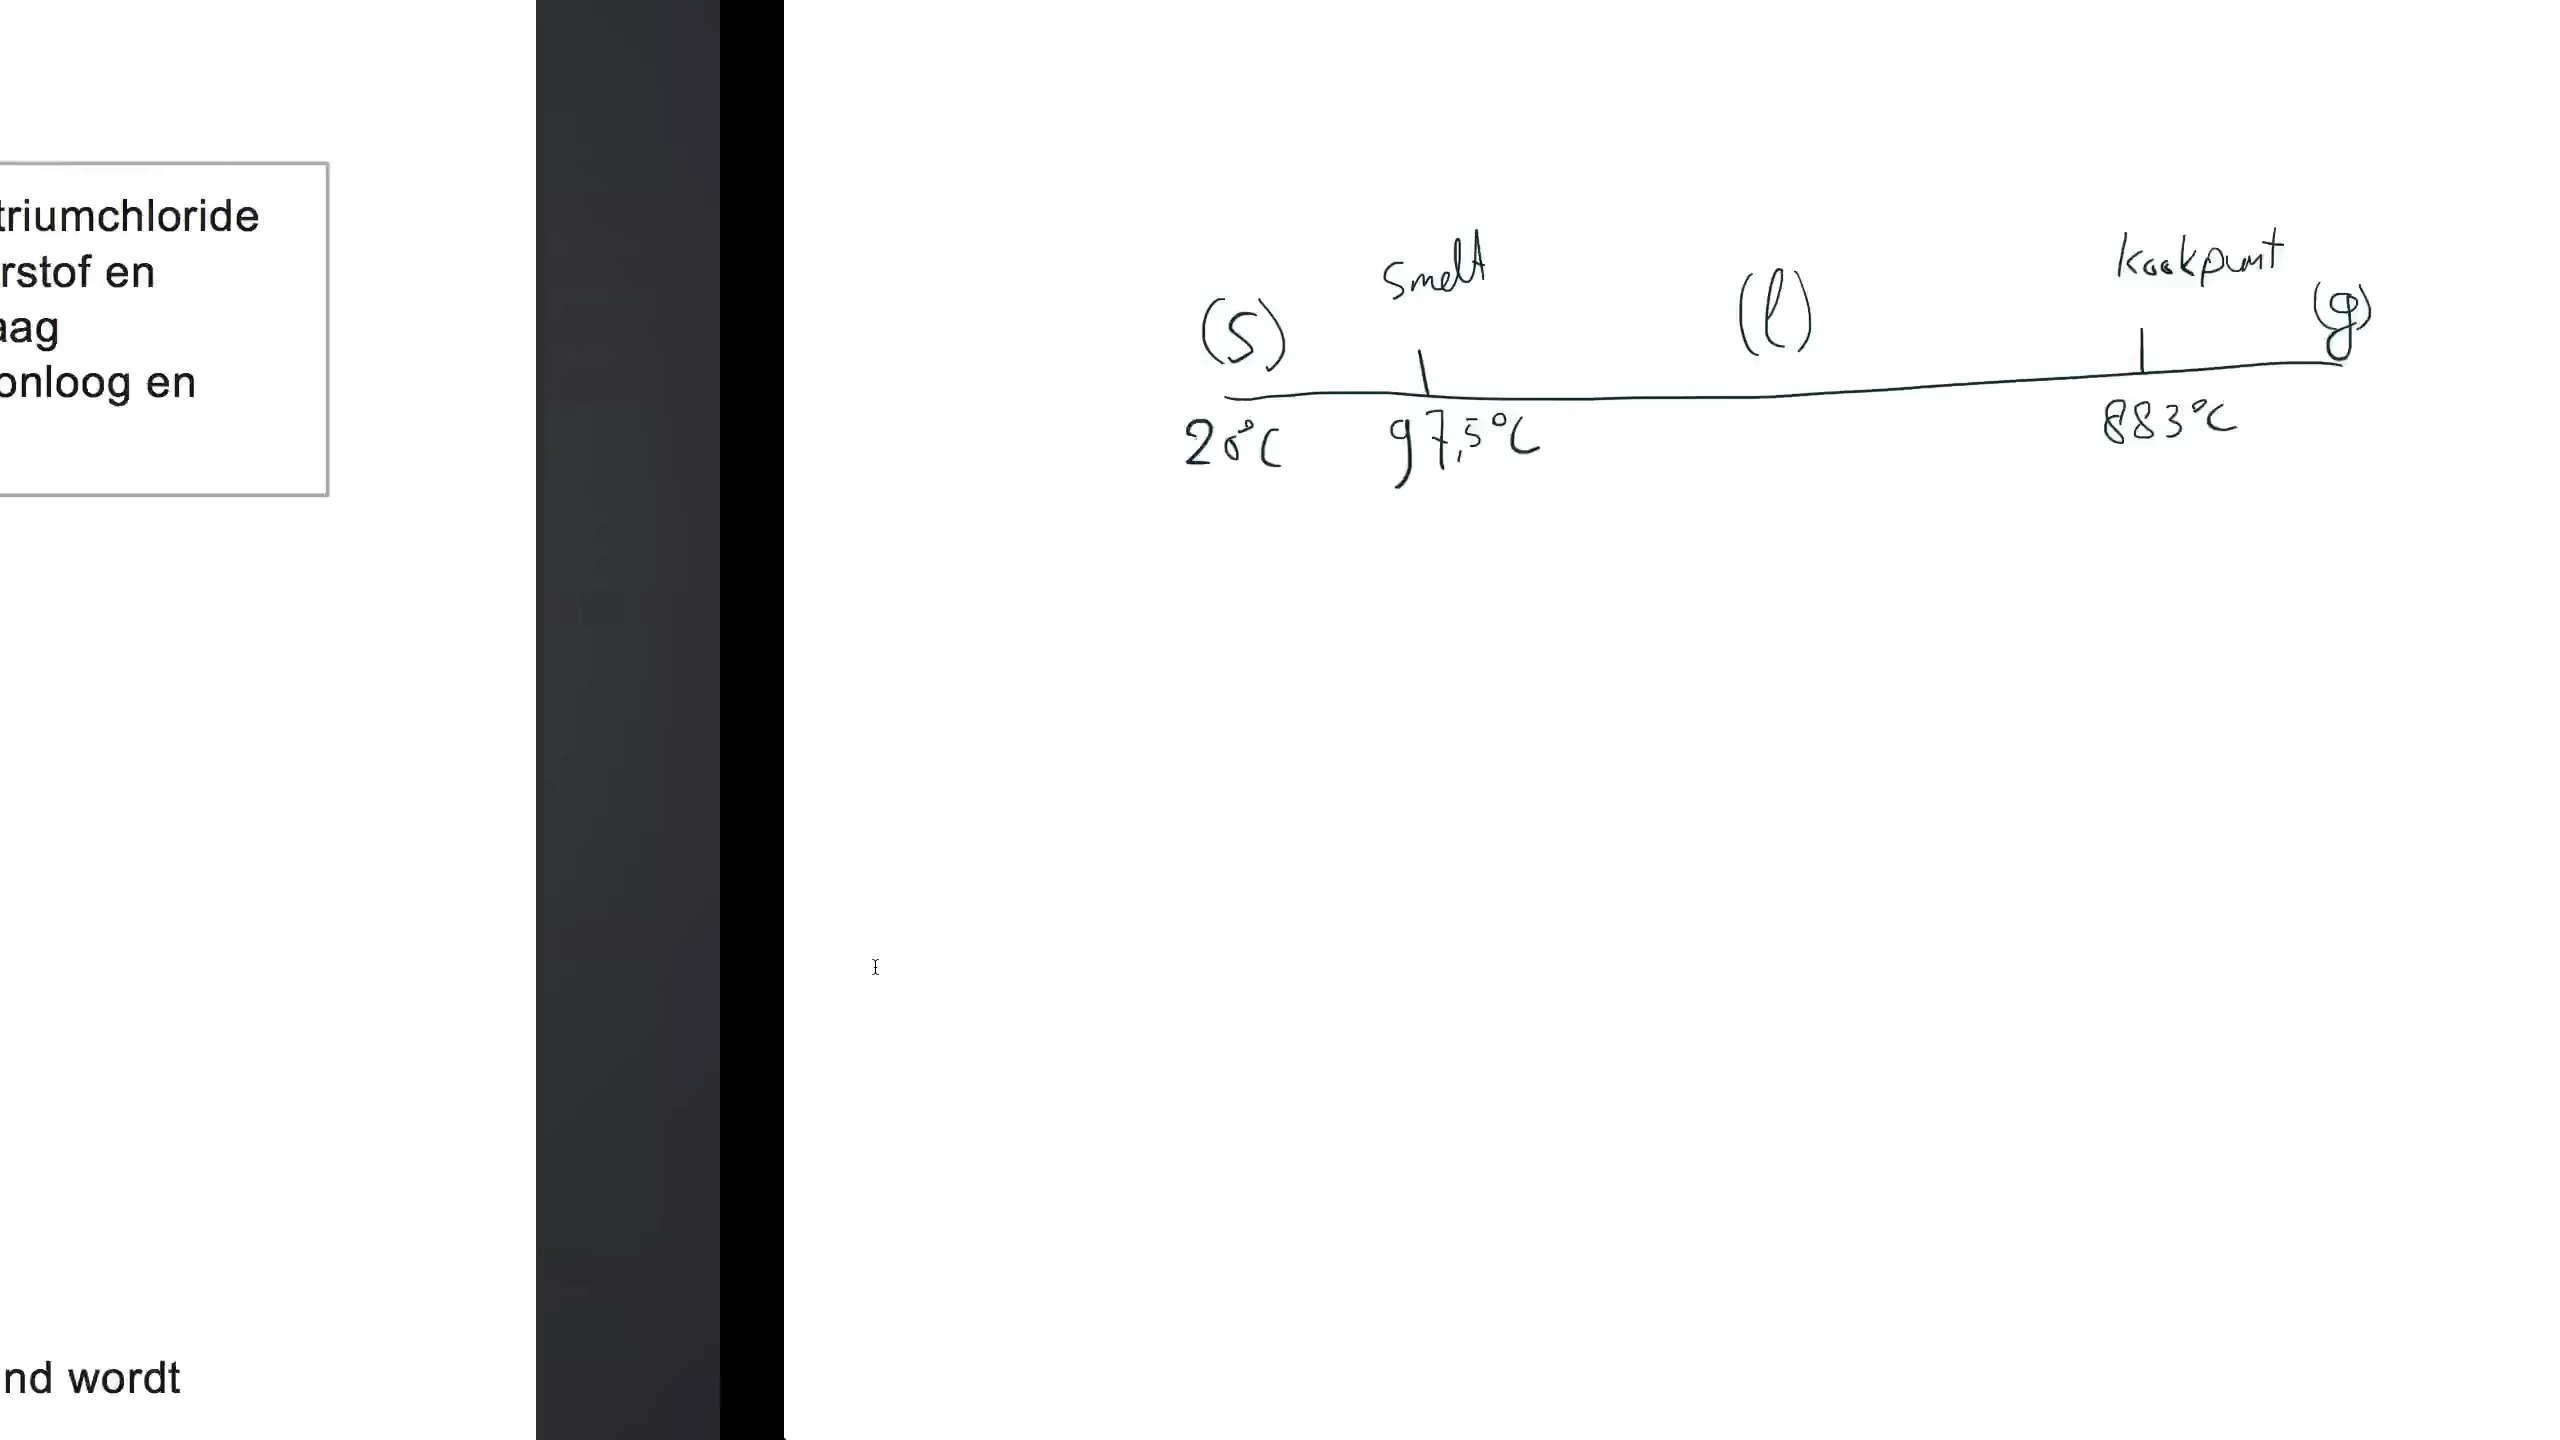 triumchloride
rstof en
aag
onloog en
nd wordt
smelt
kookpunt
(s)
(l)
(g)
20°C
97,5°C
883°C